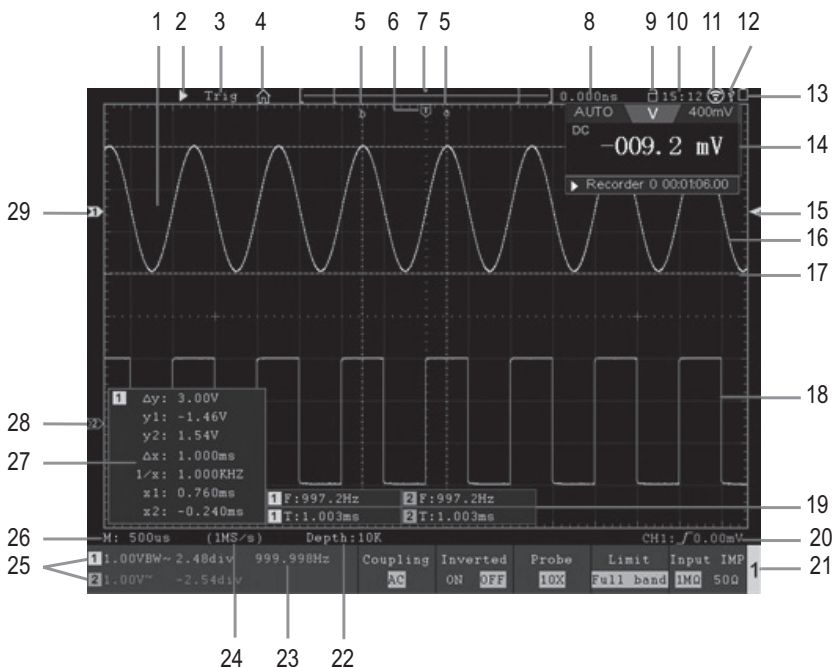 1 2 3 4 5 6 7 5 8 9 10 11 12
Trig 0.000ns 15:12 13
T
AUTO V 400mV
DC -009.2 mV 14
Recorder 0 00:01:06.00
29 1 15
16
17
18
1 Δy: 3.00V
28 2 y1: -1.46V
y2: 1.54V
27 Δx: 1.000ms
1/x: 1.000KHZ
x1: 0.760ms 1 F:997.2Hz 2 F:997.2Hz 19
x2: -0.240ms 1 T:1.003ms 2 T:1.003ms
26 M: 500us (1MS/s) Depth:10K CH1: 0.00mV 20
25 1 1.00VBW~ 2.48div 999.998Hz Coupling Inverted Probe Limit Input IMP 1 21
2 1.00V~ -2.54div AC ON OFF 10X Full band 1MΩ 50Ω
24 23 22